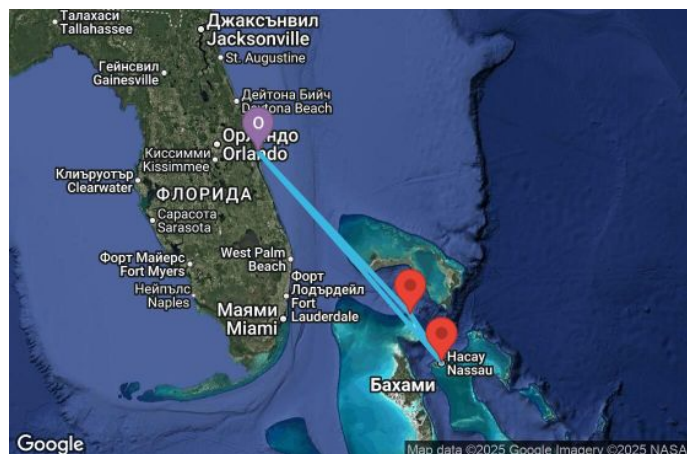 Талахаси
Tallahassee
Джаксънвил
Jacksonville
St. Augustine
Гейнсвил
Gainesville
Дейтона Бийч
Daytona Beach
О
Орландо
Orlando
Киссимми
Kissimmee
Клиъруотър
Clearwater
ФЛОРИДА
Сарасота
Sarasota
Форт Майерс
Fort Myers
West Palm
Beach
Нейпълс
Naples
Форт
Лодърдейл
Fort
Lauderdale
Маями
Miami
Насау
Nassau
Бахами
Google
Map data ©2025 Google Imagery ©2025 NASA